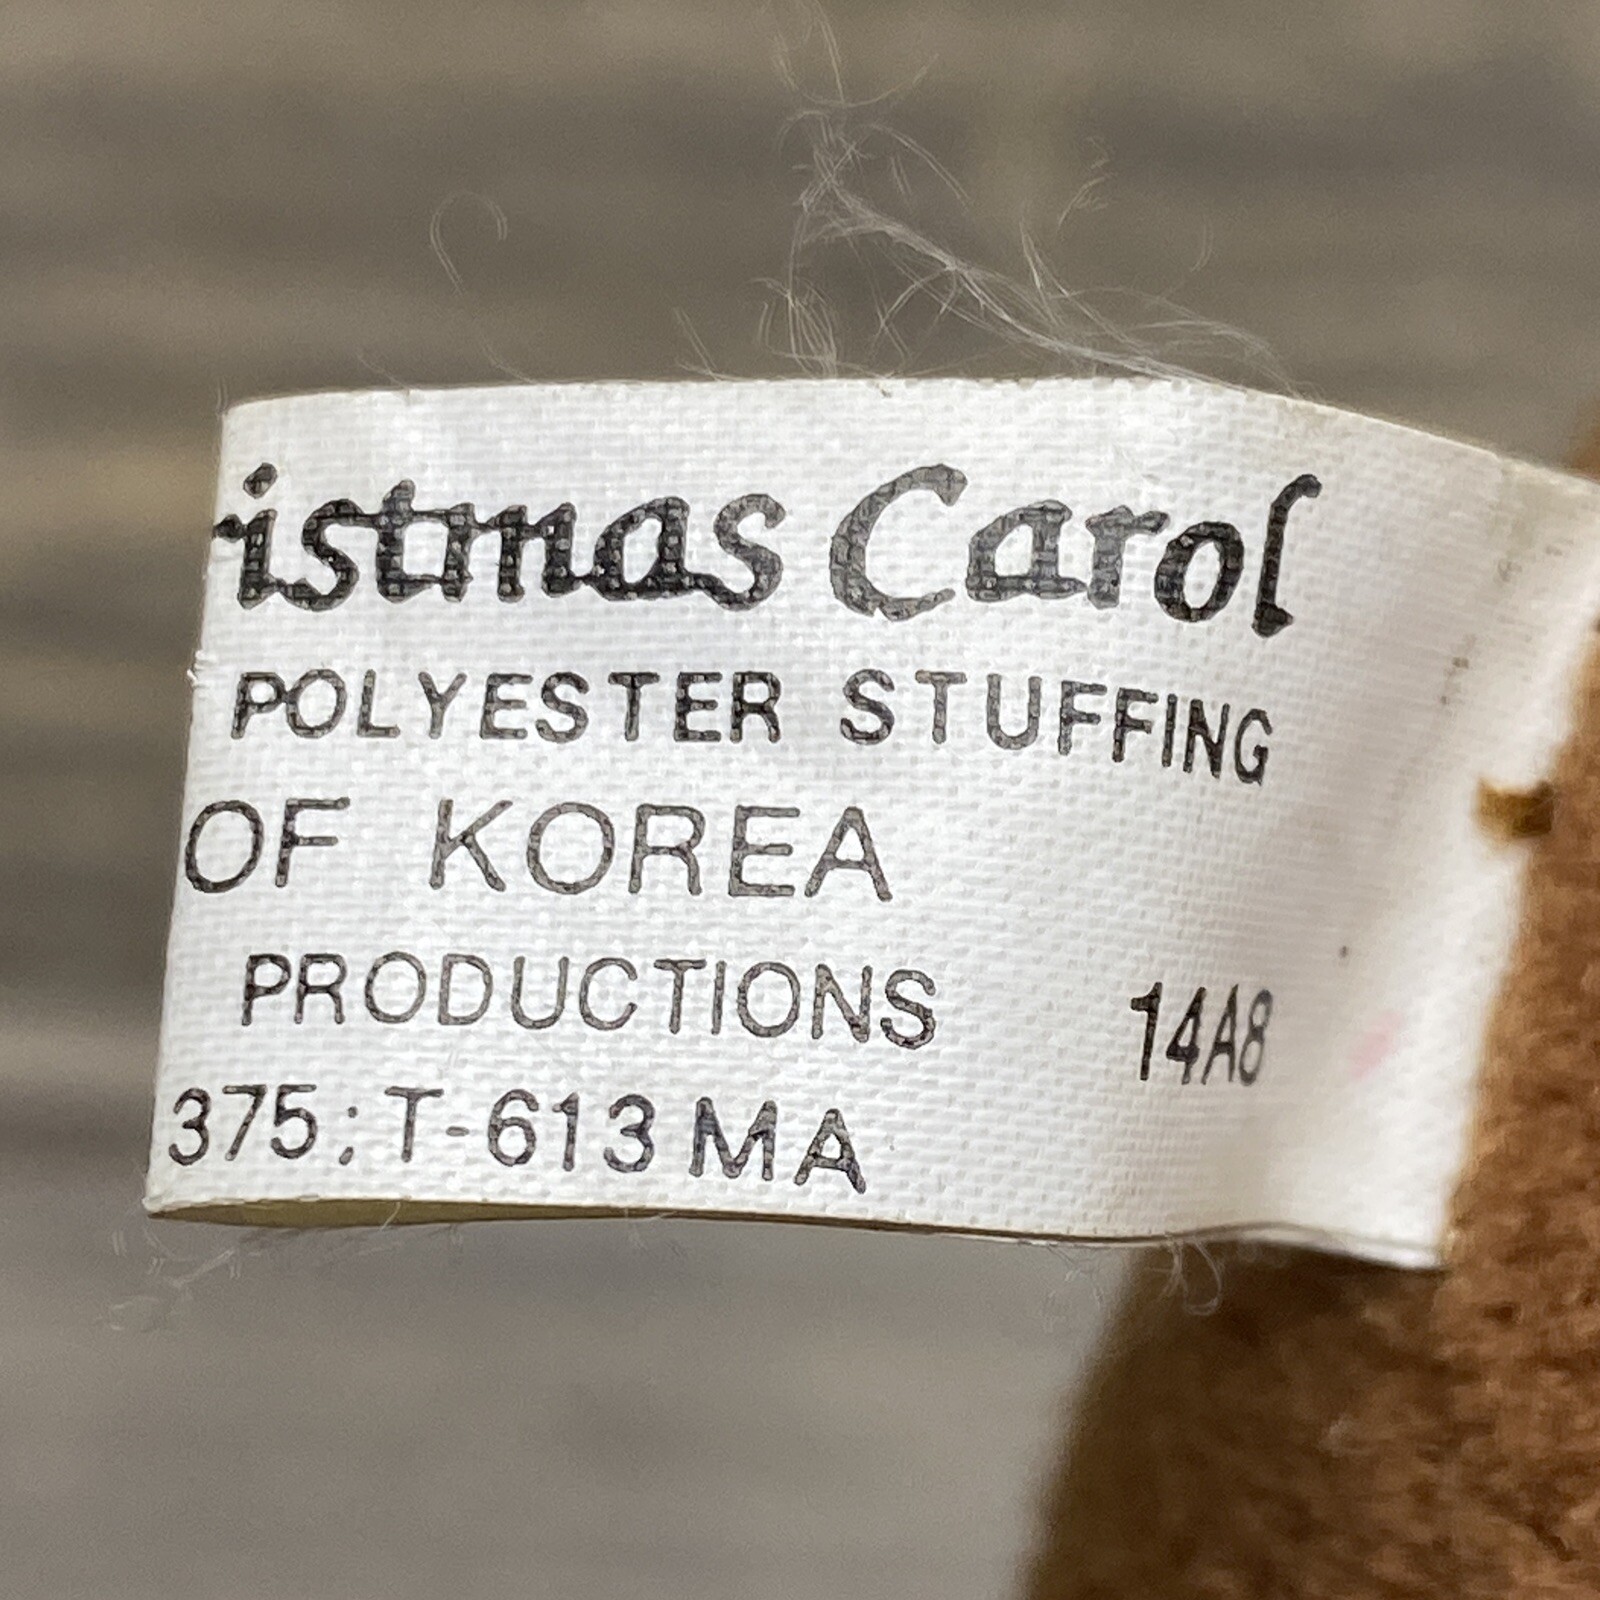 istmas Carol
POLYESTER STUFFING
OF KOREA
PRODUCTIONS 14A8
375; T-613 MA